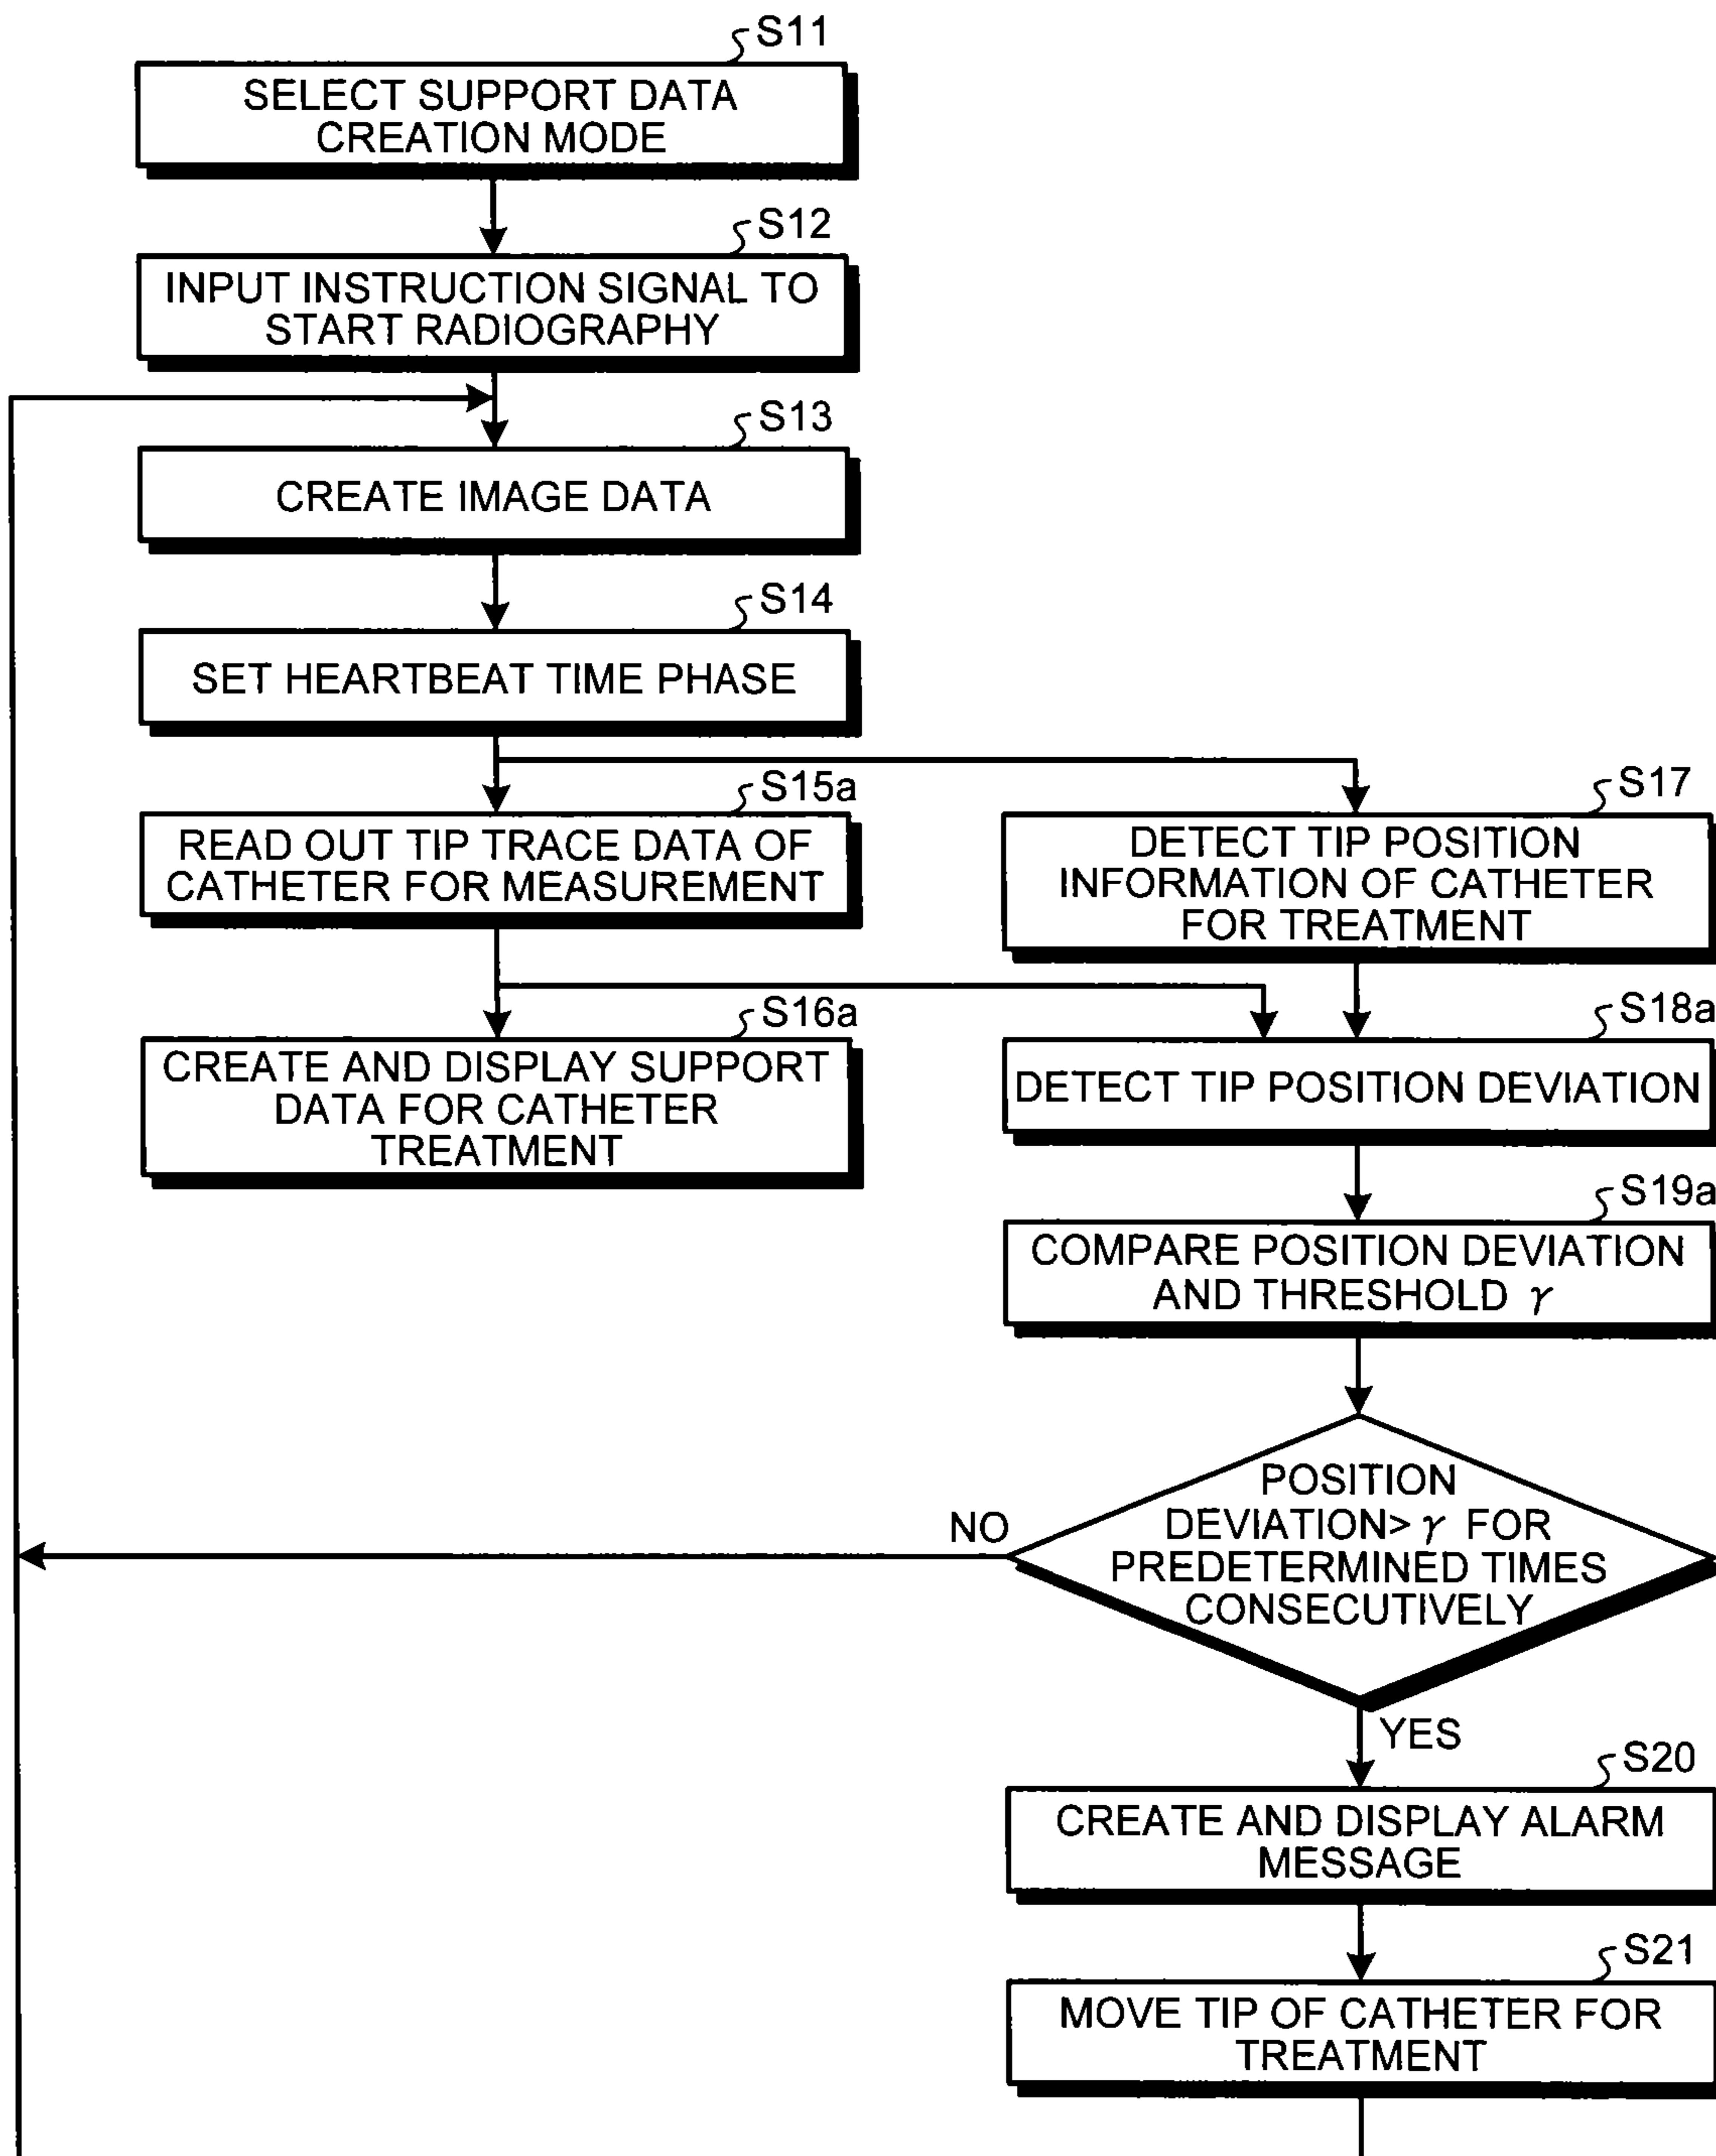 S11
SELECT SUPPORT DATA
CREATION MODE
S12
INPUT INSTRUCTION SIGNAL TO
START RADIOGRAPHY
S13
CREATE IMAGE DATA
S14
SET HEARTBEAT TIME PHASE
S15a
READ OUT TIP TRACE DATA OF
CATHETER FOR MEASUREMENT
S17
DETECT TIP POSITION
INFORMATION OF CATHETER
FOR TREATMENT
S16a
CREATE AND DISPLAY SUPPORT
DATA FOR CATHETER
TREATMENT
S18a
DETECT TIP POSITION DEVIATION
S19a
COMPARE POSITION DEVIATION
AND THRESHOLD γ
POSITION
DEVIATION> γ FOR
PREDETERMINED TIMES
CONSECUTIVELY
NO
YES
S20
CREATE AND DISPLAY ALARM
MESSAGE
S21
MOVE TIP OF CATHETER FOR
TREATMENT